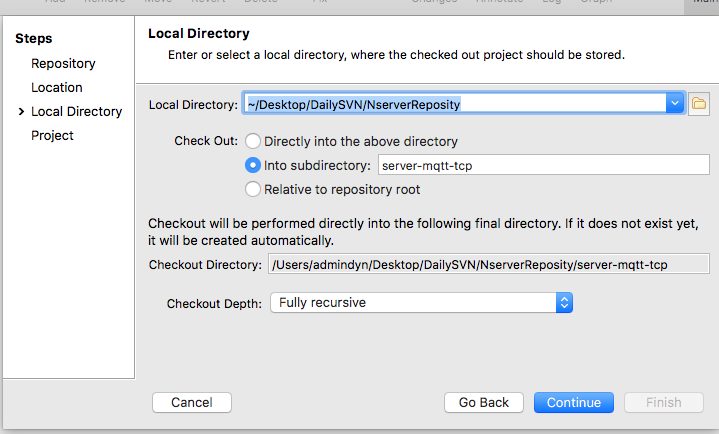 Add Remove Move Revert Delete Fix Changes Annotate Log Graph Main
Steps
Repository
Location
Local Directory
Project
Local Directory
Enter or select a local directory, where the checked out project should be stored.
Local Directory: ~/Desktop/DailySVN/NserverReposity
Check Out: Directly into the above directory
Into subdirectory: server-mqtt-tcp
Relative to repository root
Checkout will be performed directly into the following final directory. If it does not exist yet,
it will be created automatically.
Checkout Directory: /Users/admindyn/Desktop/DailySVN/NserverReposity/server-mqtt-tcp
Checkout Depth: Fully recursive
Cancel Go Back Continue Finish